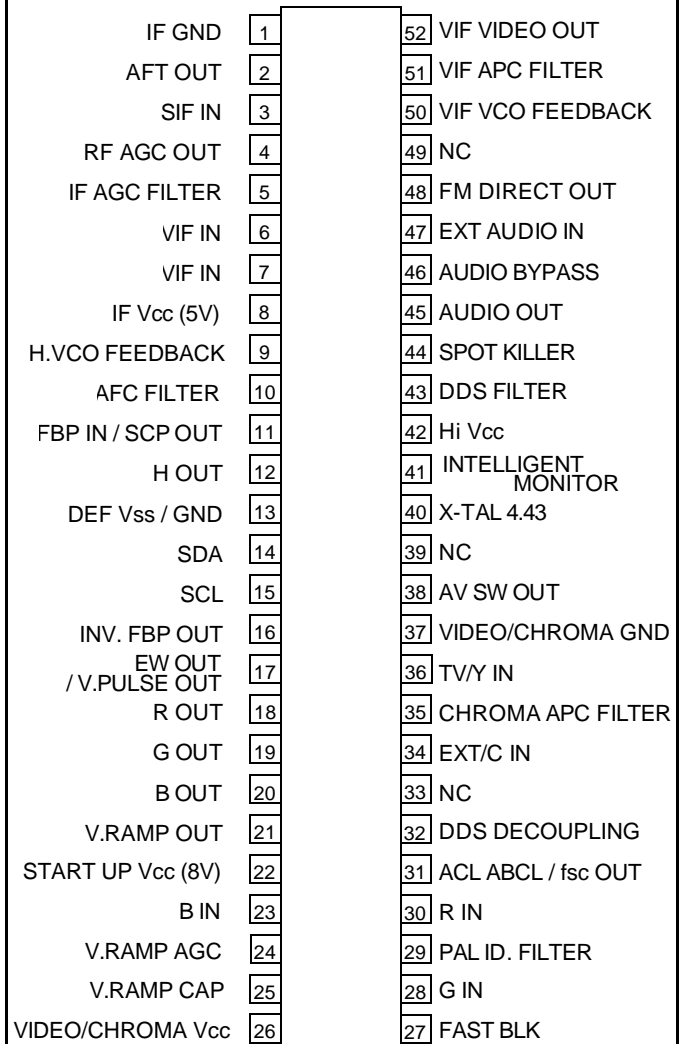 IF GND 1 52 VIF VIDEO OUT
AFT OUT 2 51 VIF APC FILTER
SIF IN 3 50 VIF VCO FEEDBACK
RF AGC OUT 4 49 NC
IF AGC FILTER 5 48 FM DIRECT OUT
VIF IN 6 47 EXT AUDIO IN
VIF IN 7 46 AUDIO BYPASS
IF Vcc (5V) 8 45 AUDIO OUT
H.VCO FEEDBACK 9 44 SPOT KILLER
AFC FILTER 10 43 DDS FILTER
FBP IN / SCP OUT 11 42 Hi Vcc
H OUT 12 41 INTELLIGENT
MONITOR
DEF Vss / GND 13 40 X-TAL 4.43
SDA 14 39 NC
SCL 15 38 AV SW OUT
INV. FBP OUT 16 37 VIDEO/CHROMA GND
EW OUT
/ V.PULSE OUT 17 36 TV/Y IN
R OUT 18 35 CHROMA APC FILTER
G OUT 19 34 EXT/C IN
B OUT 20 33 NC
V.RAMP OUT 21 32 DDS DECOUPLING
START UP Vcc (8V) 22 31 ACL ABCL / fsc OUT
B IN 23 30 R IN
V.RAMP AGC 24 29 PAL ID. FILTER
V.RAMP CAP 25 28 G IN
VIDEO/CHROMA Vcc 26 27 FAST BLK